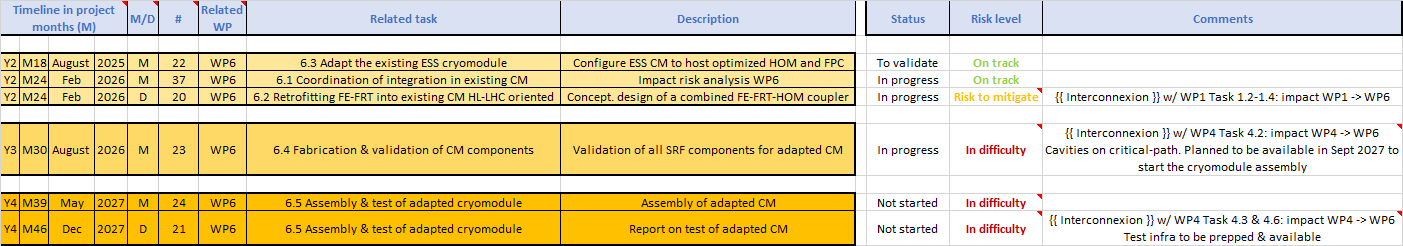 Timeline in project months (M) M/D # Related WP Related task Description Status Risk level Comments
Y2 M18 August 2025 M 22 WP6 6.3 Adapt the existing ESS cryomodule Configure ESS CM to host optimized HOM and FPC To validate On track
Y2 M24 Feb 2026 M 37 WP6 6.1 Coordination of integration in existing CM Impact risk analysis WP6 In progress On track
Y2 M24 Feb 2026 D 20 WP6 6.2 Retrofitting FE-FRT into existing CM HL-LHC oriented Concept. design of a combined FE-FRT-HOM coupler In progress Risk to mitigate {{ Interconnexion }} w/ WP1 Task 1.2-1.4: impact WP1 -> WP6
Y3 M30 August 2026 M 23 WP6 6.4 Fabrication & validation of CM components Validation of all SRF components for adapted CM In progress In difficulty {{ Interconnexion }} w/ WP4 Task 4.2: impact WP4 -> WP6
Cavities on critical-path. Planned to be available in Sept 2027 to
start the cryomodule assembly
Y4 M39 May 2027 M 24 WP6 6.5 Assembly & test of adapted cryomodule Assembly of adapted CM Not started In difficulty
Y4 M46 Dec 2027 D 21 WP6 6.5 Assembly & test of adapted cryomodule Report on test of adapted CM Not started In difficulty {{ Interconnexion }} w/ WP4 Task 4.3 & 4.6: impact WP4 -> WP6
Test infra to be prepped & available